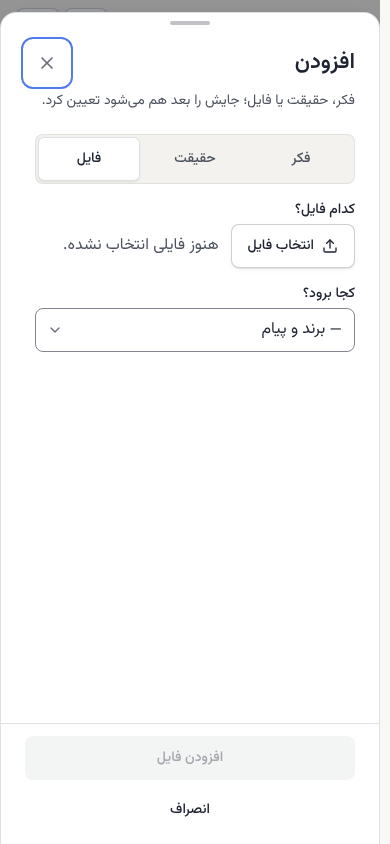 افزودن
فکر، حقیقت یا فایل؛ جایش را بعد هم می‌شود تعیین کرد.
فکر
حقیقت
فایل
کدام فایل؟
انتخاب فایل
هنوز فایلی انتخاب نشده.
کجا برود؟
— برند و پیام
افزودن فایل
انصراف